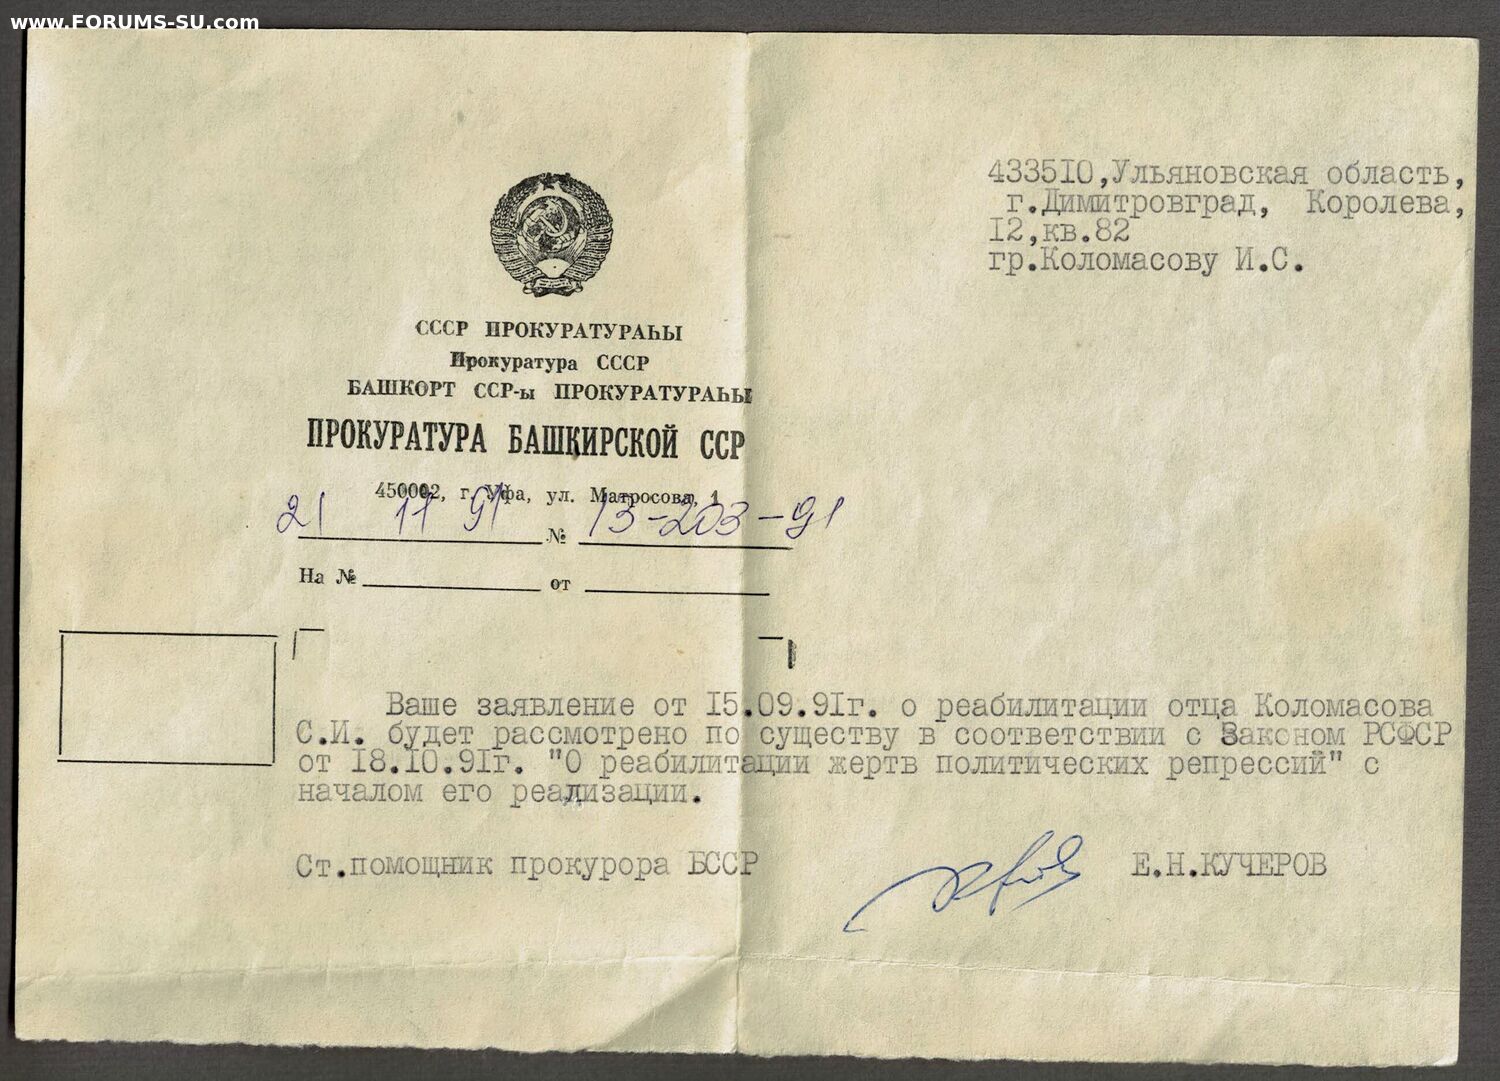 www.FORUMS-SU.com
433510,Ульяновская область,
г.Димитровград, Королева,
12,кв.82
гр.Коломасову И.С.
СССР ПРОКУРАТУРАҺЫ
Прокуратура СССР
БАШКОРТ ССР-ы ПРОКУРАТУРАҺЫ
ПРОКУРАТУРА БАШКИРСКОЙ ССР
450002, г. Уфа, ул. Матросова, 1
21 11 91 № 13-203-91
На № от
Ваше заявление от 15.09.91г. о реабилитации отца Коломасова
С.И. будет рассмотрено по существу в соответствии с Законом РСФСР
от 18.10.91г. "О реабилитации жертв политических репрессий" с
началом его реализации.
Ст.помощник прокурора БССР Е.Н.КУЧЕРОВ